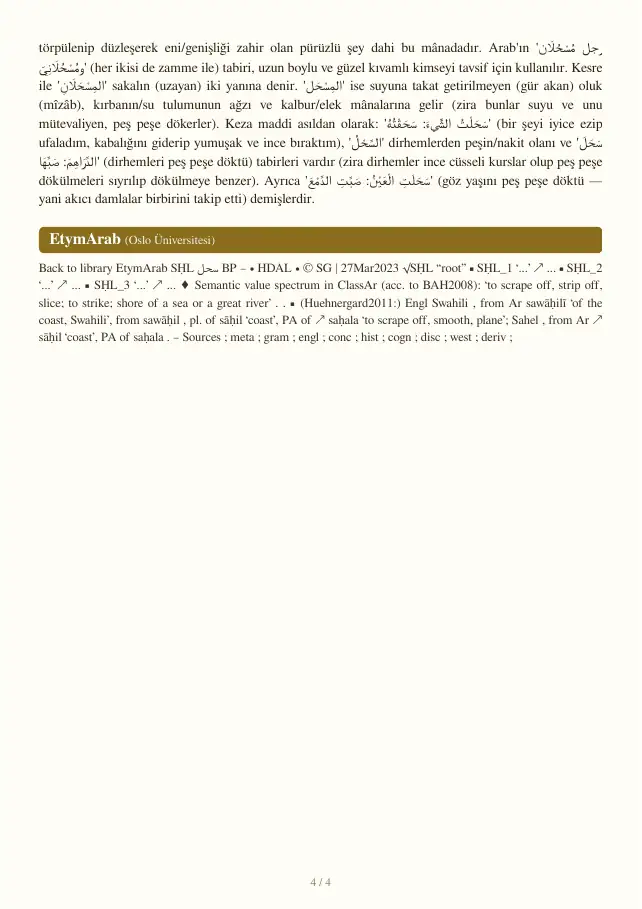 törpülenip düzleşerek eni/genişliği zahir olan pürüzlü şey dahi bu mânadadır. Arab'ın 'رجل مُسْحُلَان
ومُسْحُلَانِيّ' (her ikisi de zamme ile) tabiri, uzun boylu ve güzel kıvamlı kimseyi tavsif için kullanılır. Kesre
ile 'المِسْحَلَانِ' sakalın (uzayan) iki yanına denir. 'المِسْحَل' ise suyuna takat getirilmeyen (gür akan) oluk
(mîzâb), kırbanın/su tulumunun ağzı ve kalbur/elek mânalarına gelir (zira bunlar suyu ve unu
mütevaliyen, peş peşe dökerler). Keza maddi asıldan olarak: 'سَحَلْتُ الشَّيءَ: سَحَقْتُهُ' (bir şeyi iyice ezip
ufaladım, kabalığını giderip yumuşak ve ince bıraktım), 'السَّحْلُ' dirhemlerden peşin/nakit olanı ve 'سَحَلَ
الدَّرَاهِمَ: صَبَّهَا' (dirhemleri peş peşe döktü) tabirleri vardır (zira dirhemler ince cüsseli kurslar olup peş peşe
dökülmeleri sıyrılıp dökülmeye benzer). Ayrıca 'سَحَلَتِ الْعَيْنُ: صَبَّتِ الدَّمْعَ' (göz yaşını peş peşe döktü —
yani akıcı damlalar birbirini takip etti) demişlerdir.
EtymArab (Oslo Üniversitesi)
Back to library EtymArab SḤL سحل BP – • HDAL • © SG | 27Mar2023 √SḤL “root” ▪ SḤL_1 ‘...’ ↗ ... ▪ SḤL_2
‘...’ ↗ ... ▪ SḤL_3 ‘...’ ↗ ... ♦ Semantic value spectrum in ClassAr (acc. to BAH2008): ‘to scrape off, strip off,
slice; to strike; shore of a sea or a great river’ . . ▪ (Huehnergard2011:) Engl Swahili , from Ar sawāḥilī ‘of the
coast, Swahili’, from sawāḥil , pl. of sāḥil ‘coast’, PA of ↗ saḥala ‘to scrape off, smooth, plane’; Sahel , from Ar ↗
sāḥil ‘coast’, PA of saḥala . – Sources ; meta ; gram ; engl ; conc ; hist ; cogn ; disc ; west ; deriv ;
4 / 4